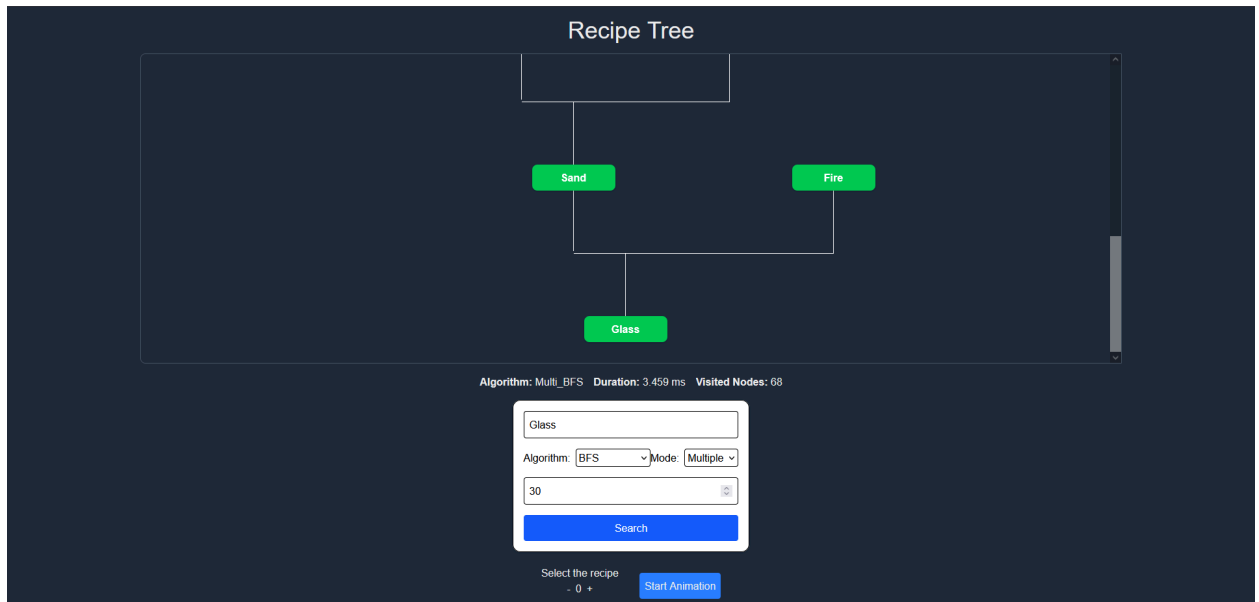 Recipe Tree
Sand Fire
Glass
Algorithm: Multi_BFS Duration: 3.459 ms Visited Nodes: 68
Glass
Algorithm: BFS Mode: Multiple
30
Search
Select the recipe
- 0 +
Start Animation